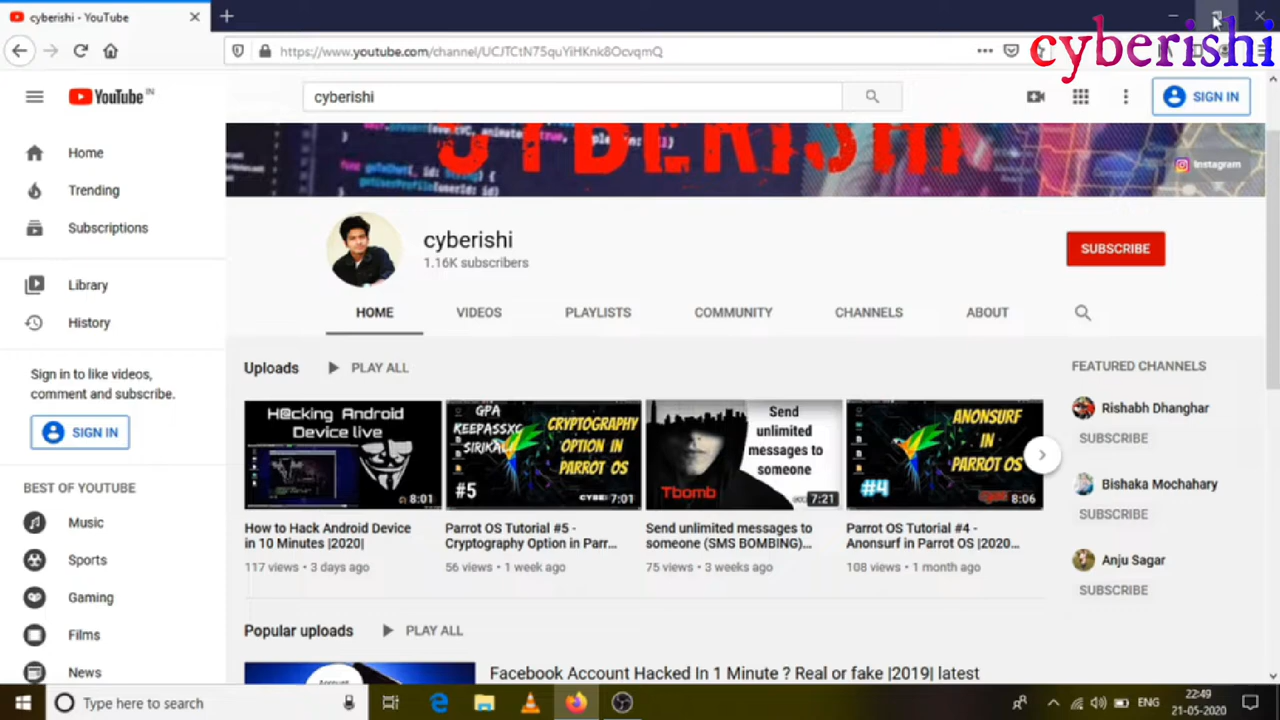 cyberishi - YouTube
https://www.youtube.com/channel/UCJTCtN75quYiHKnk8OcvqmQ
cyberishi
YouTube IN
cyberishi
SIGN IN
CYBERISHI
Instagram
Home
Trending
Subscriptions
Library
History
Sign in to like videos,
comment and subscribe.
SIGN IN
BEST OF YOUTUBE
Music
Sports
Gaming
Films
News
cyberishi
1.16K subscribers
SUBSCRIBE
HOME VIDEOS PLAYLISTS COMMUNITY CHANNELS ABOUT
Uploads PLAY ALL
H@cking Android
Device live
8:01
How to Hack Android Device
in 10 Minutes |2020|
117 views • 3 days ago
GPA
KEEPASSXC
SIRIKALI
CRYPTOGRAPHY
OPTION IN
PARROT OS
#5
7:01
Parrot OS Tutorial #5 -
Cryptography Option in Parr...
56 views • 1 week ago
Send
unlimited
messages to
someone
Tbomb
7:21
Send unlimited messages to
someone (SMS BOMBING)...
75 views • 3 weeks ago
ANONSURF
IN
PARROT OS
#4
8:06
Parrot OS Tutorial #4 -
Anonsurf in Parrot OS |2020...
108 views • 1 month ago
FEATURED CHANNELS
Rishabh Dhanghar
SUBSCRIBE
Bishaka Mochahary
SUBSCRIBE
Anju Sagar
SUBSCRIBE
Popular uploads PLAY ALL
Account
Facebook Account Hacked In 1 Minute ? Real or fake |2019| latest
Type here to search
ENG
22:49
21-05-2020